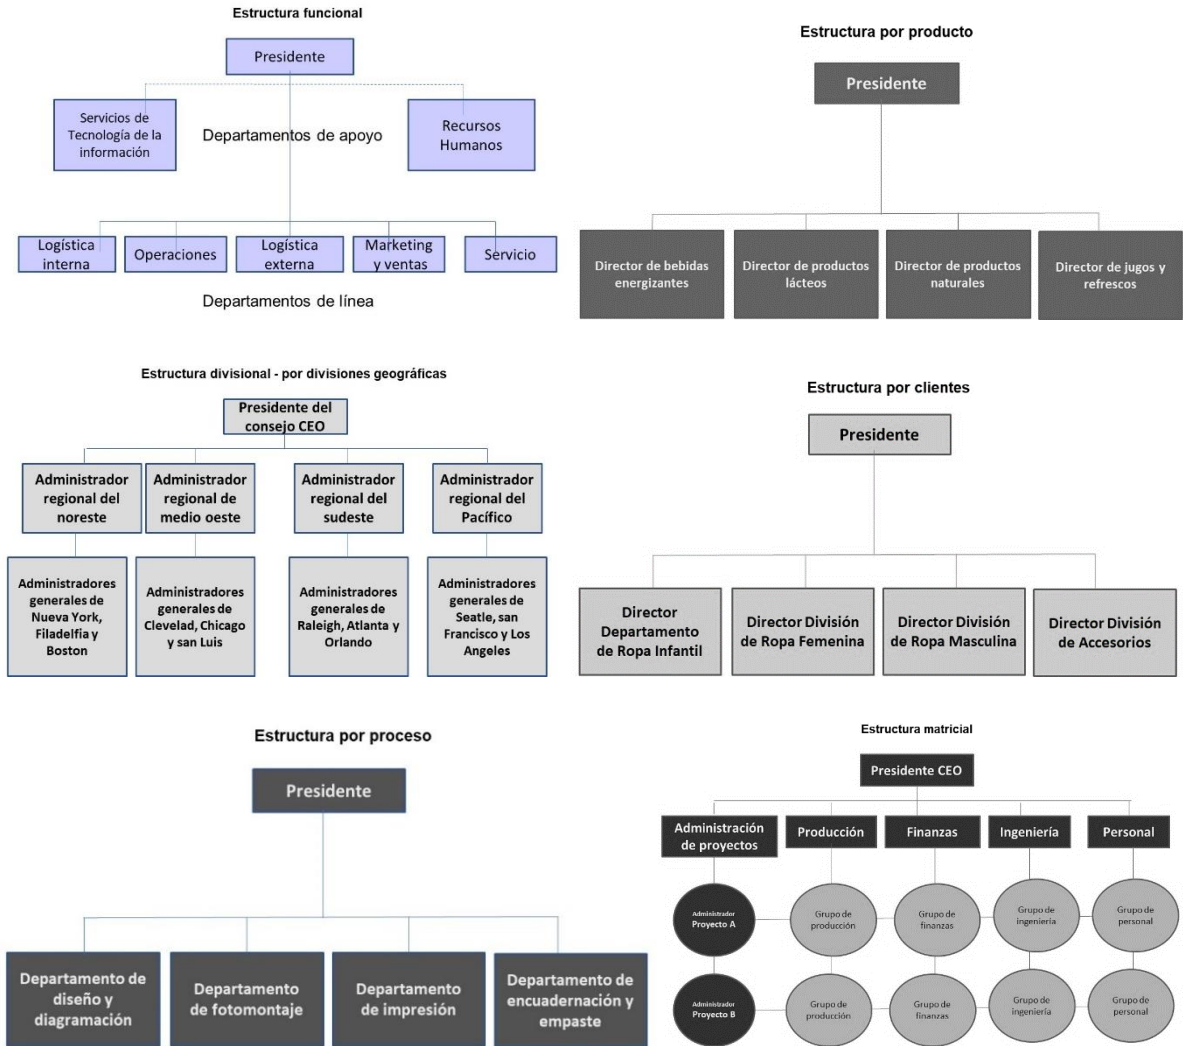 Estructura funcional
Presidente
Servicios de
Tecnología de la
información
Departamentos de apoyo
Recursos
Humanos
Logística
interna
Operaciones
Logística
externa
Marketing
y ventas
Servicio
Departamentos de línea
Estructura por producto
Presidente
Director de bebidas
energizantes
Director de productos
lácteos
Director de productos
naturales
Director de jugos y
refrescos
Estructura divisional - por divisiones geográficas
Presidente del
consejo CEO
Administrador
regional del
noreste
Administrador
regional de
medio oeste
Administrador
regional del
sudeste
Administrador
regional del
Pacífico
Administradores
generales de
Nueva York,
Filadelfia y
Boston
Administradores
generales de
Clevelad, Chicago
y san Luis
Administradores
generales de
Raleigh, Atlanta y
Orlando
Administradores
generales de
Seatle, san
Francisco y Los
Angeles
Estructura por clientes
Presidente
Director
Departamento
de Ropa Infantil
Director División
de Ropa Femenina
Director División
de Ropa Masculina
Director División
de Accesorios
Estructura por proceso
Presidente
Departamento de
diseño y
diagramación
Departamento
de fotomontaje
Departamento
de impresión
Departamento de
encuadernación y
empaste
Estructura matricial
Presidente CEO
Administración
de proyectos
Producción
Finanzas
Ingeniería
Personal
Administrador
Proyecto A
Grupo de
producción
Grupo de
finanzas
Grupo de
ingeniería
Grupo de
personal
Administrador
Proyecto B
Grupo de
producción
Grupo de
finanzas
Grupo de
ingeniería
Grupo de
personal